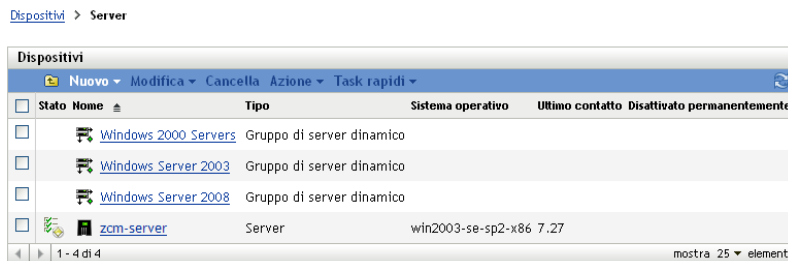 Dispositivi > Server
Dispositivi
Nuovo Modifica Cancella Azione Task rapidi
Stato Nome Tipo Sistema operativo Ultimo contatto Disattivato permanentemente
Windows 2000 Servers Gruppo di server dinamico
Windows Server 2003 Gruppo di server dinamico
Windows Server 2008 Gruppo di server dinamico
zcm-server Server win2003-se-sp2-x86 7.27
1 - 4 di 4 mostra 25 element